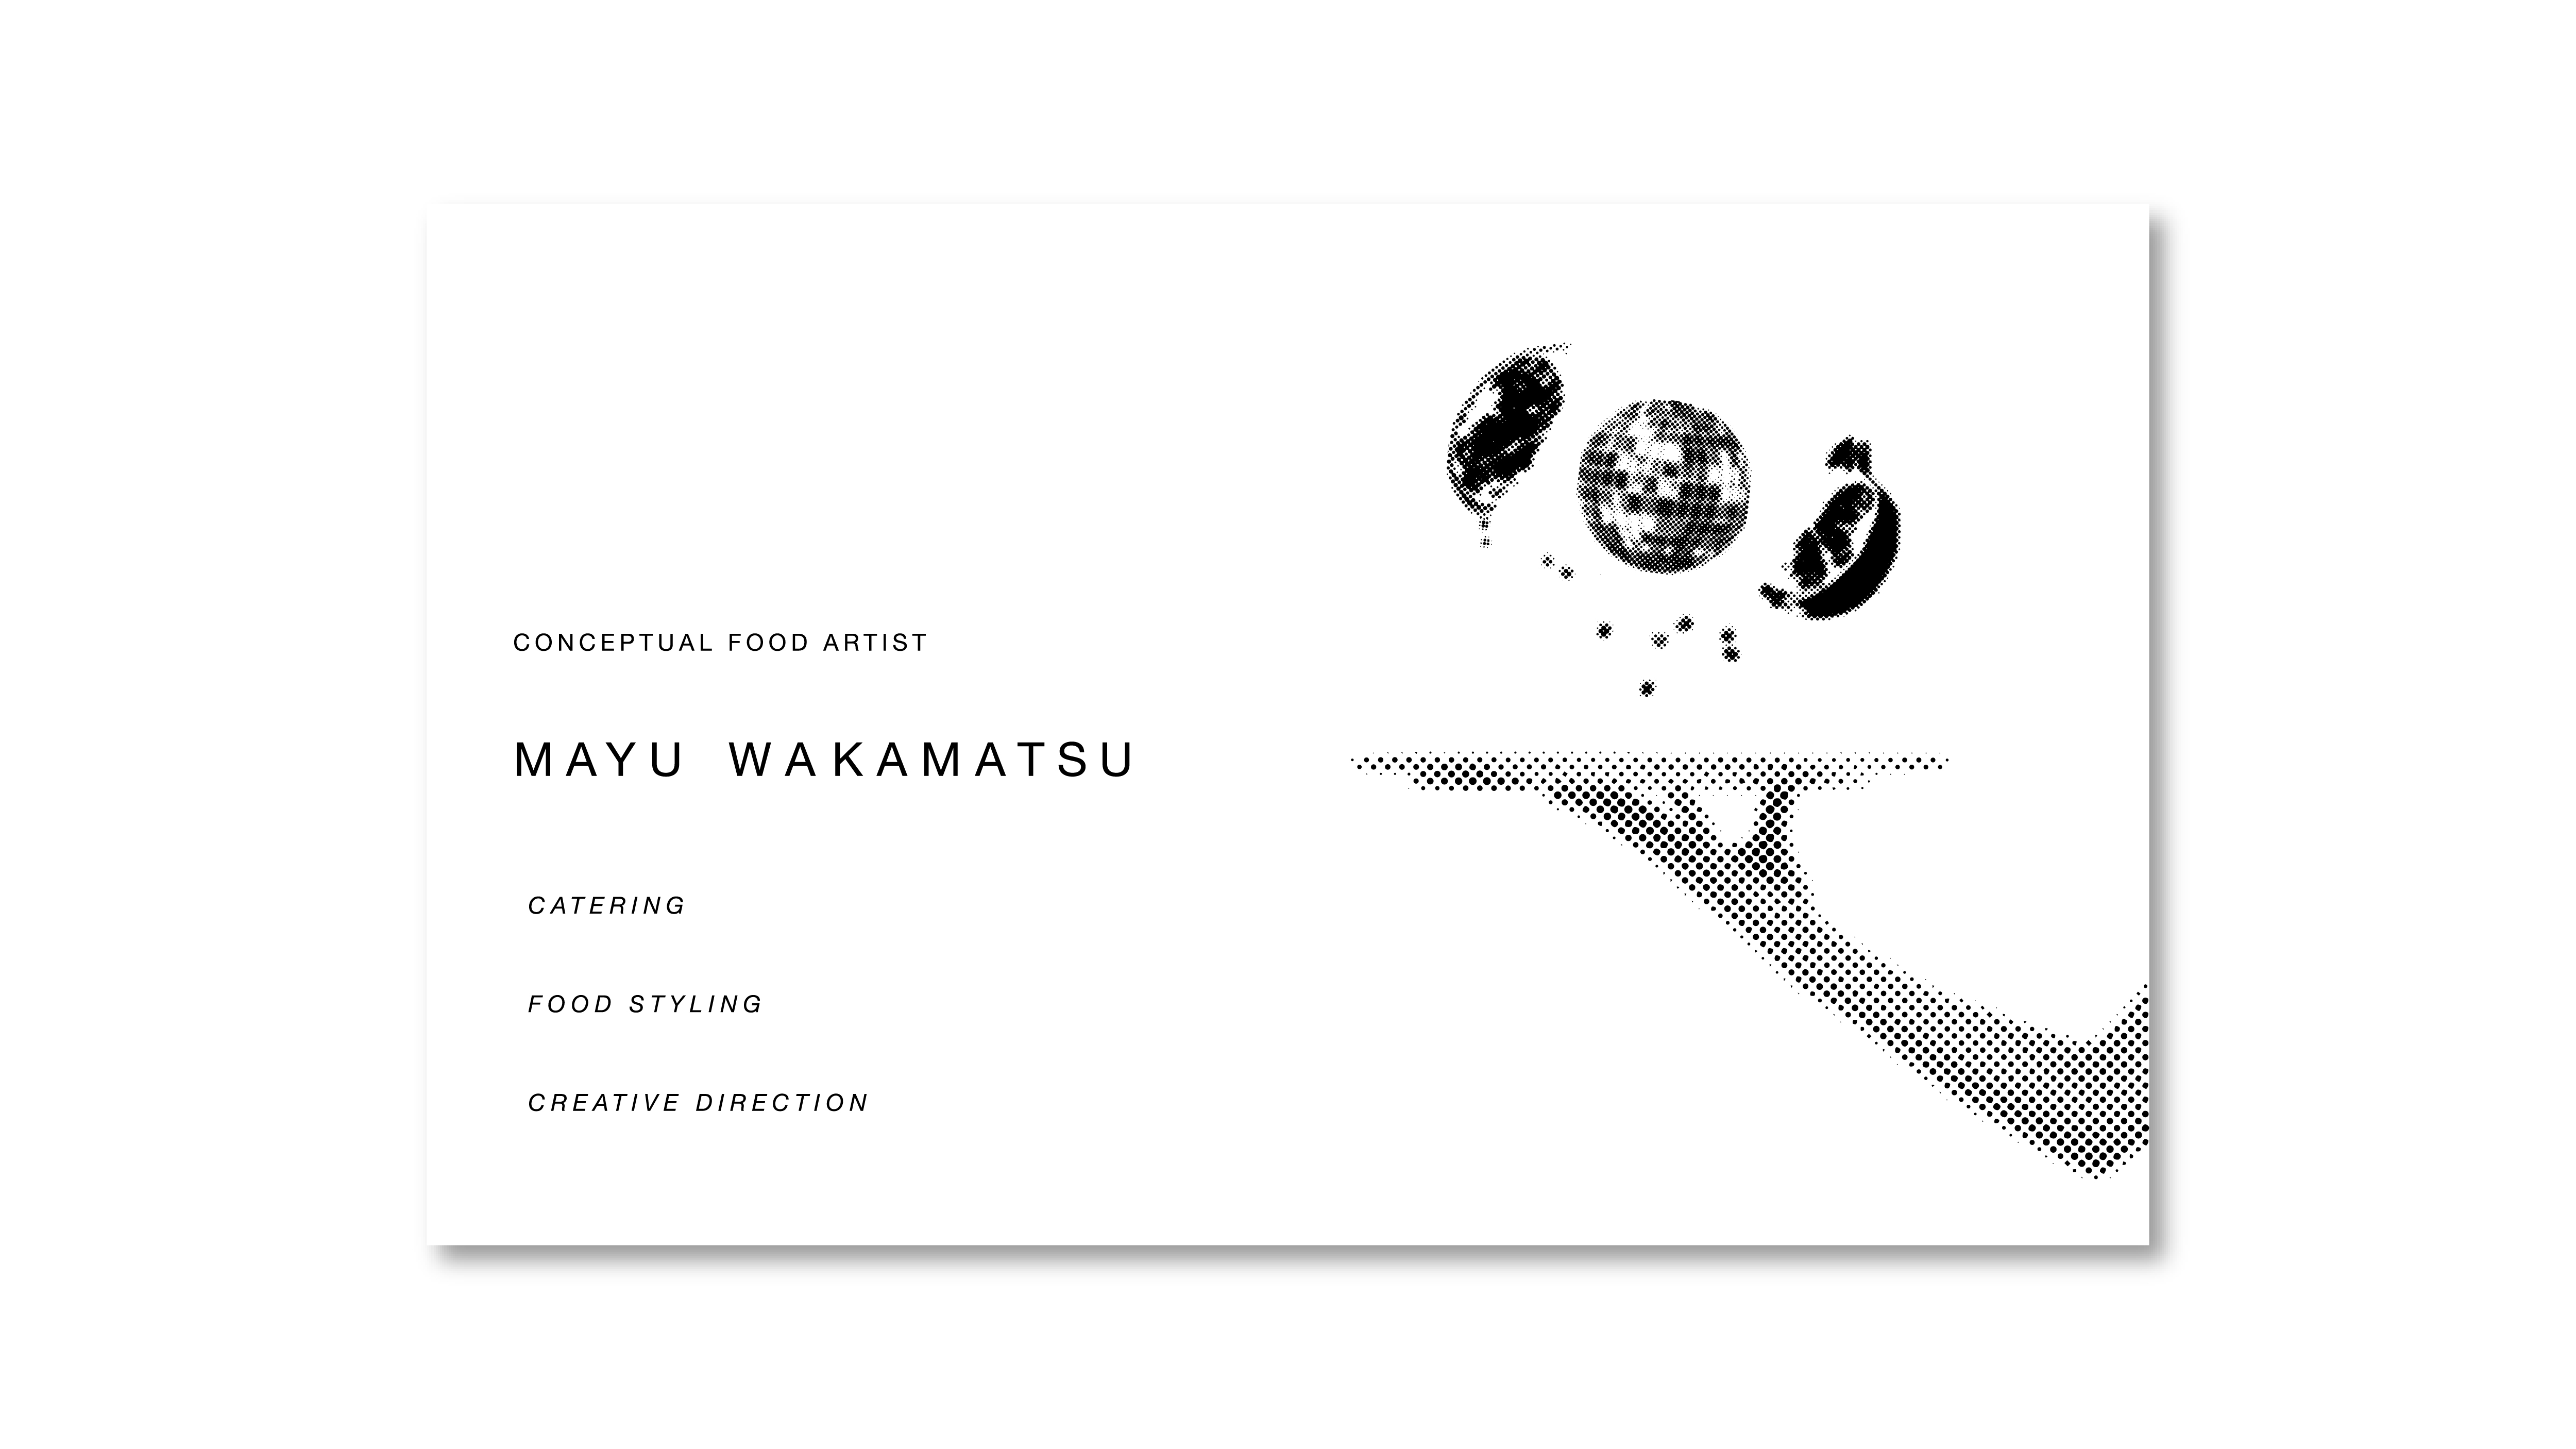 CONCEPTUAL FOOD ARTIST
MAYU WAKAMATSU
CATERING
FOOD STYLING
CREATIVE DIRECTION